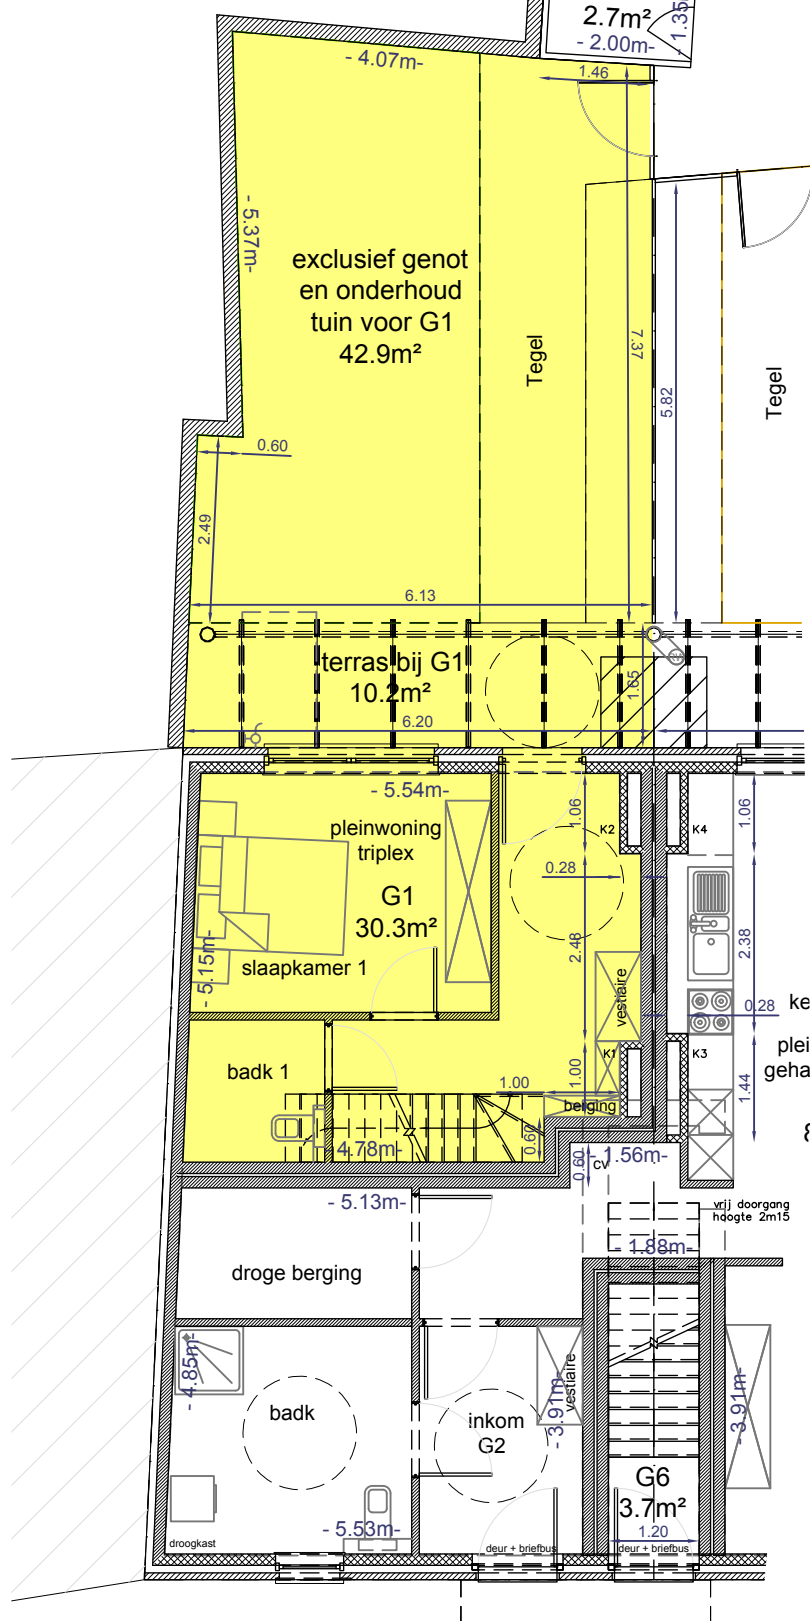 2.7m²
- 2.00m-
- 1.35
- 4.07m-
1.46
- 5.37m-
exclusief genot
en onderhoud
tuin voor G1
42.9m²
Tegel
7.37
5.82
Tegel
0.60
2.49
6.13
terras bij G1
10.2m²
1.65
6.20
- 5.54m-
pleinwoning
triplex
G1
30.3m²
1.06
K2
K4
1.06
0.28
- 5.15m-
slaapkamer 1
2.46
2.38
vestiaire
0.28
ke
plei
geha
badk 1
K1
K3
1.00
1.00
1.44
berging
- 4.78m-
0.60
0.60
CV
- 1.56m-
- 5.13m-
vrij doorgang
hoogte 2m15
droge berging
- 1.88m-
- 4.85m-
vestiaire
- 3.91m-
- 3.91m-
badk
inkom
G2
G6
3.7m²
- 5.53m-
1.20
droogkast
deur + briefbus
deur + briefbus